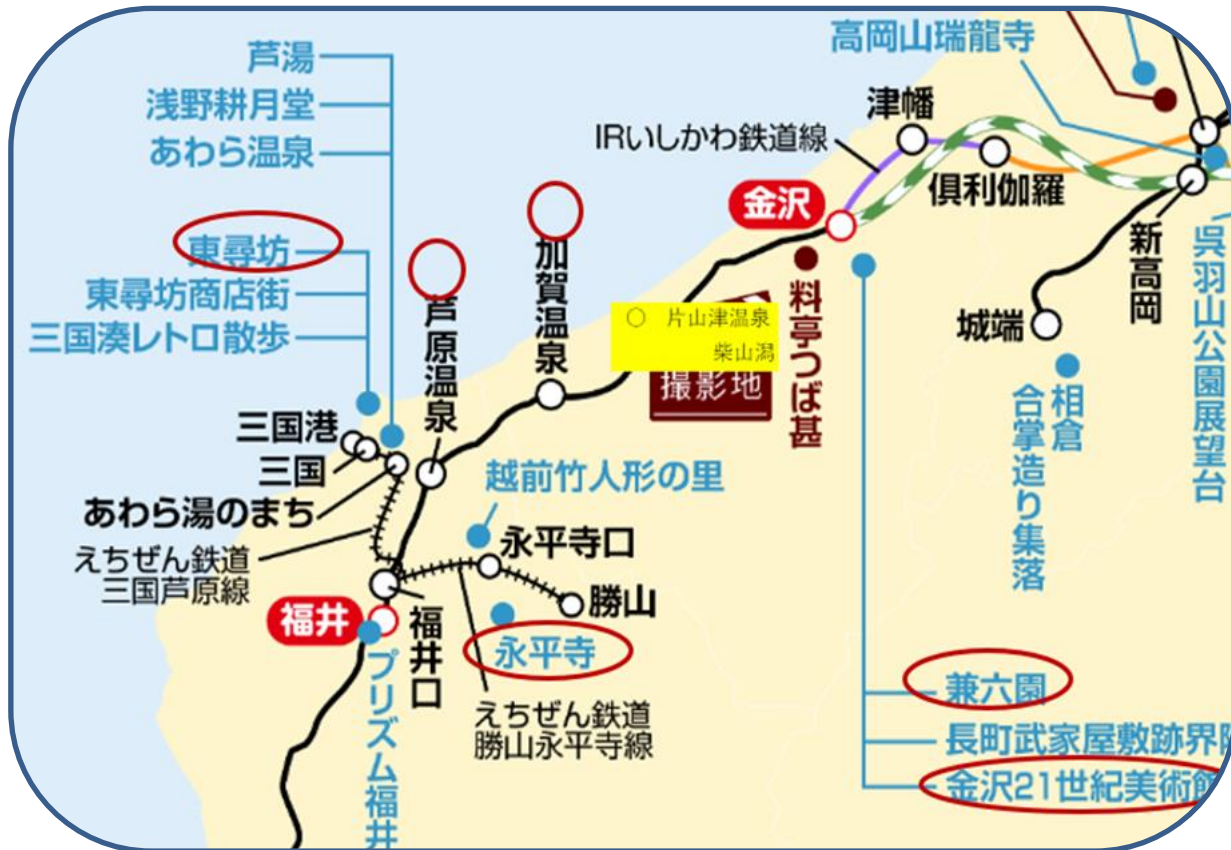 芦湯
浅野耕月堂
あわら温泉
東尋坊
東尋坊商店街
三国湊レトロ散歩
三国港
三国
あわら湯のまち
えちぜん鉄道
三国芦原線
芦原温泉
加賀温泉
福井
福井口
プリズム福井
越前竹人形の里
永平寺口
勝山
永平寺
えちぜん鉄道
勝山永平寺線
○ 片山津温泉
柴山潟
撮影地
料亭つば甚
金沢
IRいしかわ鉄道線
津幡
倶利伽羅
高岡山瑞龍寺
新高岡
城端
相倉
合掌造り集落
呉羽山公園展望台
兼六園
長町武家屋敷跡界
金沢21世紀美術館